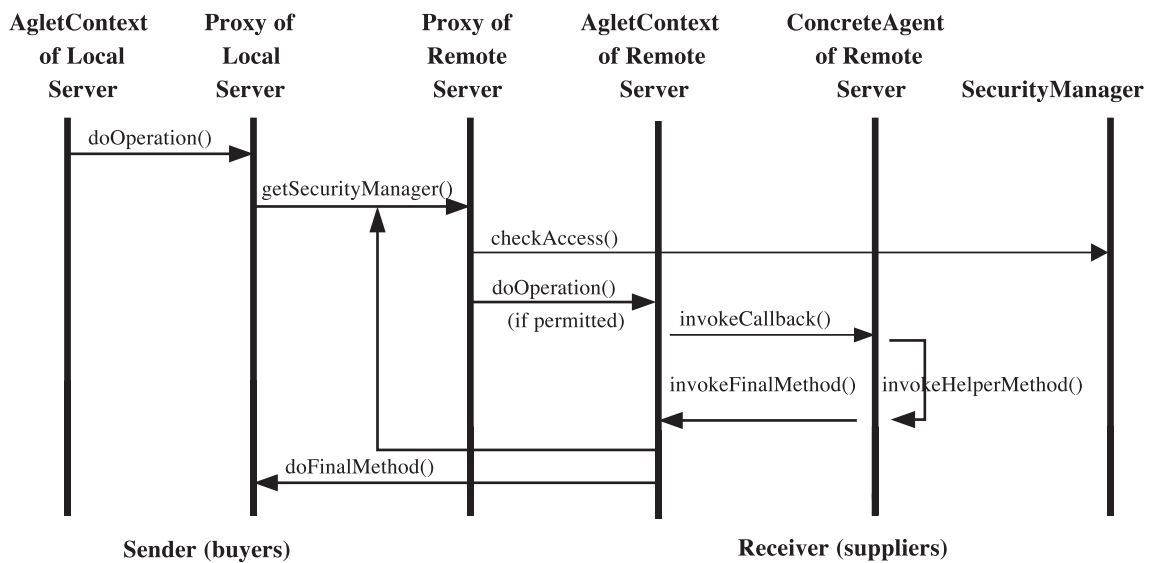 AgletContext
of Local
Server
Proxy of
Local
Server
Proxy of
Remote
Server
AgletContext
of Remote
Server
ConcreteAgent
of Remote
Server
SecurityManager
doOperation()
getSecurityManager()
checkAccess()
doOperation()
(if permitted)
invokeCallback()
invokeFinalMethod()
invokeHelperMethod()
doFinalMethod()
Sender (buyers)
Receiver (suppliers)